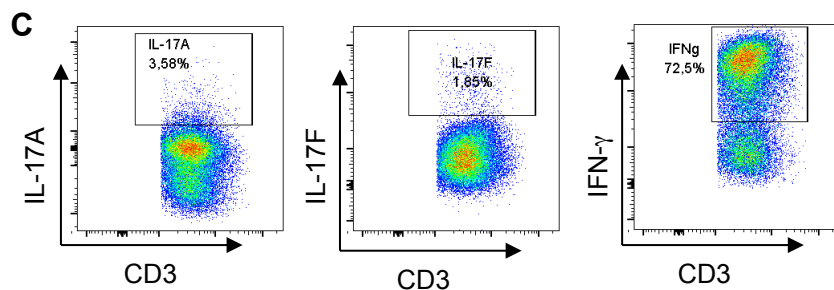 C
IL-17A
IL-17A
3,58%
CD3
IL-17F
IL-17F
1,85%
CD3
IFN-γ
IFNg
72,5%
CD3